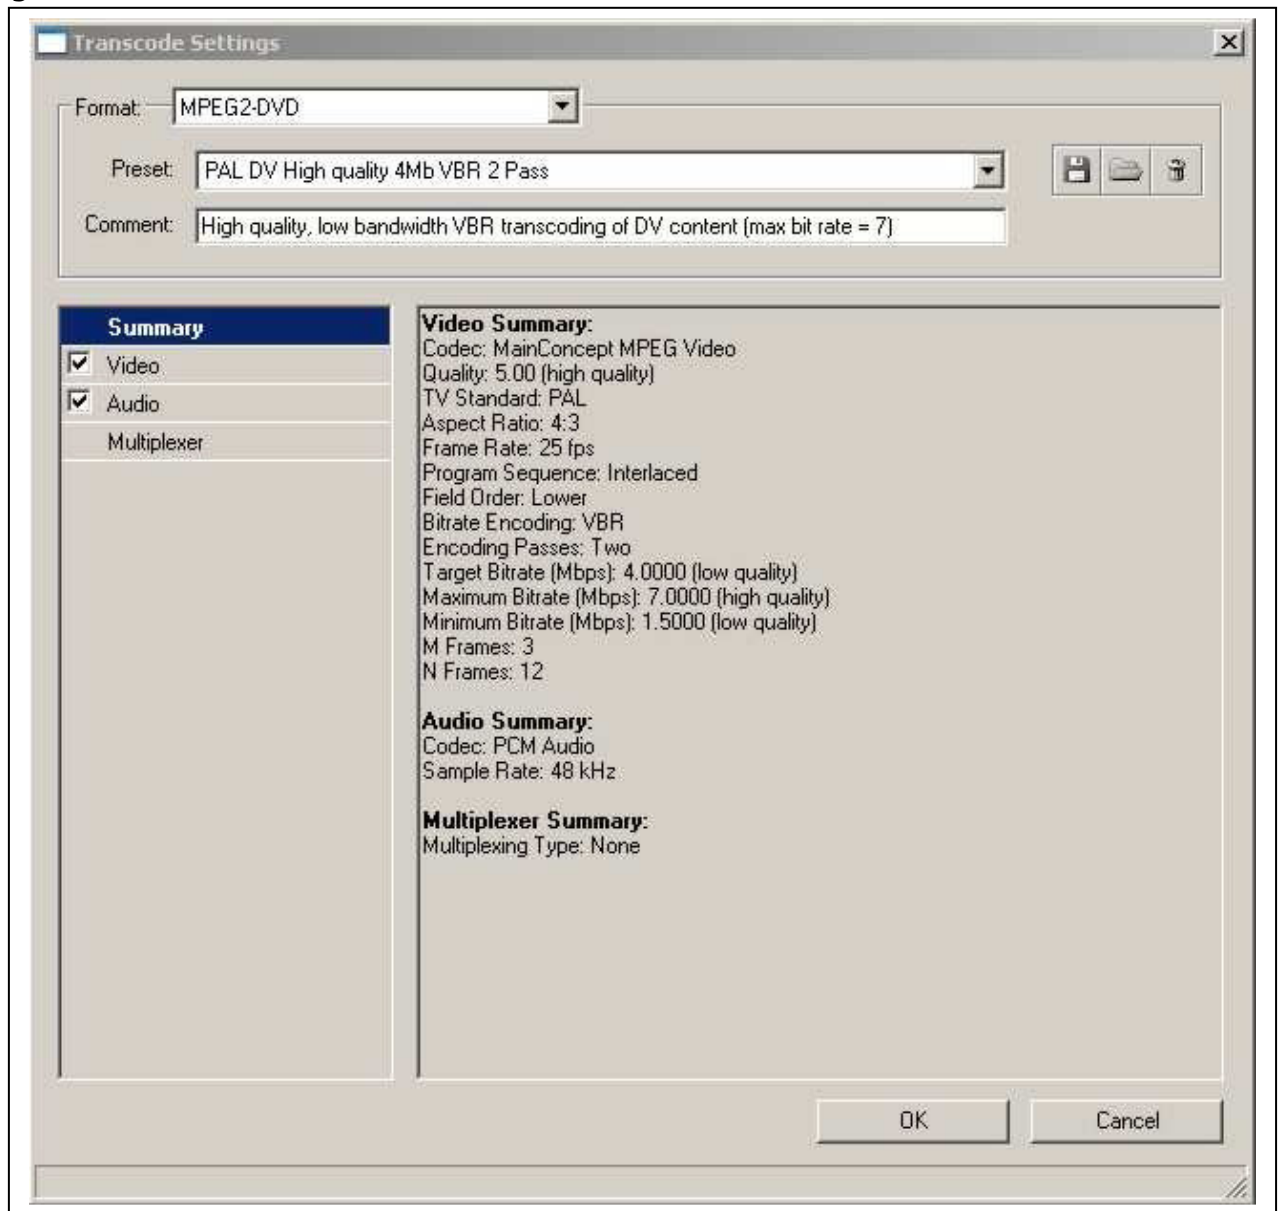 Transcode Settings
Format: MPEG2-DVD
Preset: PAL DV High quality 4Mb VBR 2 Pass
Comment: High quality, low bandwidth VBR transcoding of DV content (max bit rate = 7)
Summary
Video
Audio
Multiplexer
Video Summary:
Codec: MainConcept MPEG Video
Quality: 5.00 (high quality)
TV Standard: PAL
Aspect Ratio: 4:3
Frame Rate: 25 fps
Program Sequence: Interlaced
Field Order: Lower
Bitrate Encoding: VBR
Encoding Passes: Two
Target Bitrate (Mbps): 4.0000 (low quality)
Maximum Bitrate (Mbps): 7.0000 (high quality)
Minimum Bitrate (Mbps): 1.5000 (low quality)
M Frames: 3
N Frames: 12
Audio Summary:
Codec: PCM Audio
Sample Rate: 48 kHz
Multiplexer Summary:
Multiplexing Type: None
OK
Cancel